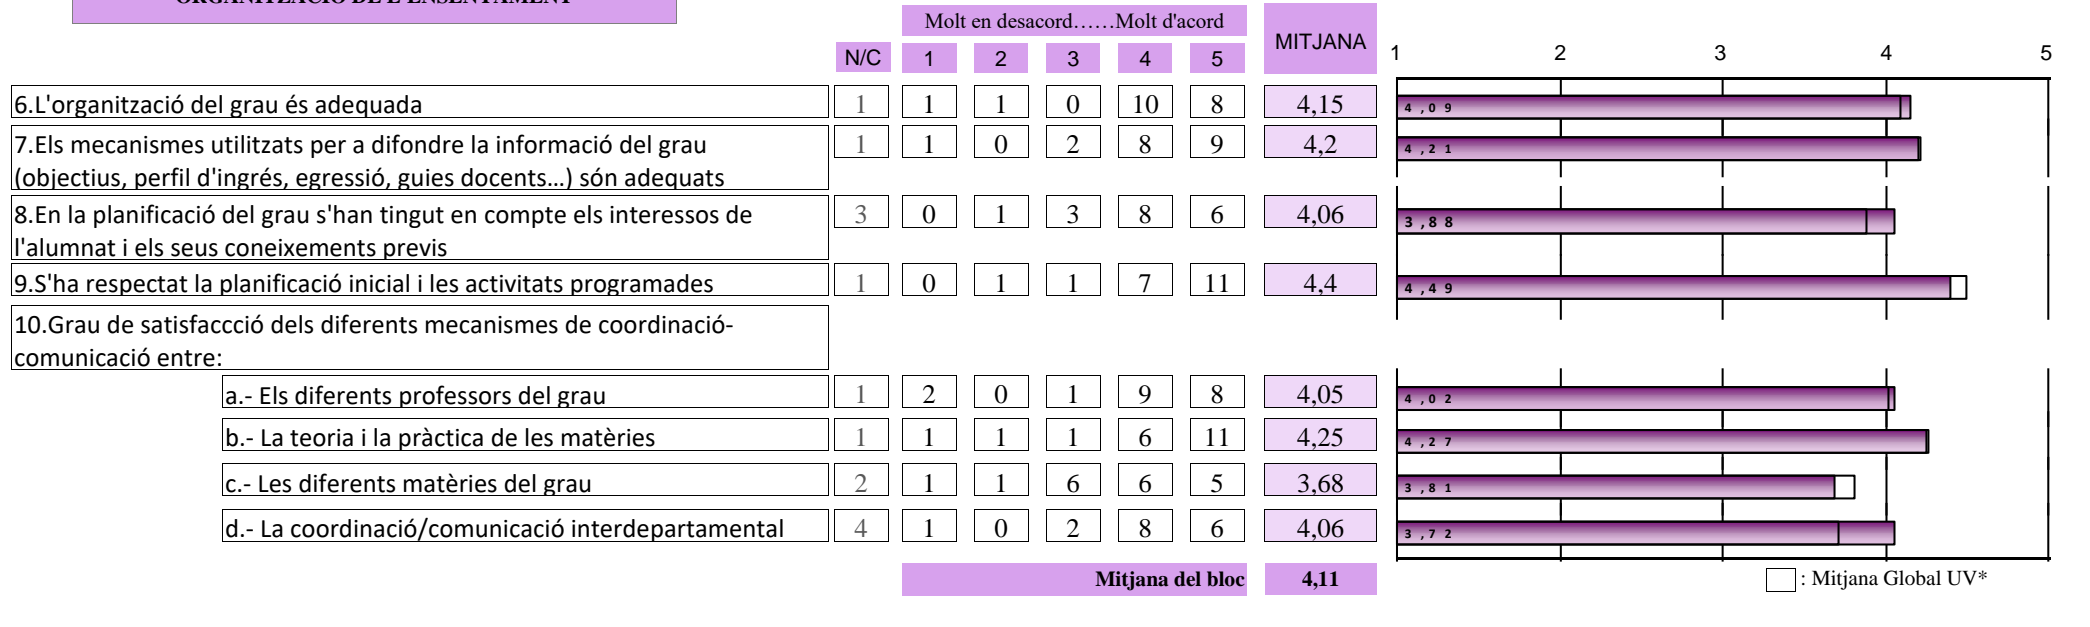 Molt en desacord……Molt d'acord
MITJANA
N/C 1 2 3 4 5
1 2 3 4 5
6.L'organització del grau és adequada 1 1 1 0 10 8 4,15 4,09
7.Els mecanismes utilitzats per a difondre la informació del grau
(objectius, perfil d'ingrés, egressió, guies docents…) són adequats
1 1 0 2 8 9 4,2 4,21
8.En la planificació del grau s'han tingut en compte els interessos de
l'alumnat i els seus coneixements previs
3 0 1 3 8 6 4,06 3,88
9.S'ha respectat la planificació inicial i les activitats programades 1 0 1 1 7 11 4,4 4,49
10.Grau de satisfaccció dels diferents mecanismes de coordinació-
comunicació entre:
a.- Els diferents professors del grau 1 2 0 1 9 8 4,05 4,02
b.- La teoria i la pràctica de les matèries 1 1 1 1 6 11 4,25 4,27
c.- Les diferents matèries del grau 2 1 1 6 6 5 3,68 3,81
d.- La coordinació/comunicació interdepartamental 4 1 0 2 8 6 4,06 3,72
Mitjana del bloc 4,11
: Mitjana Global UV*